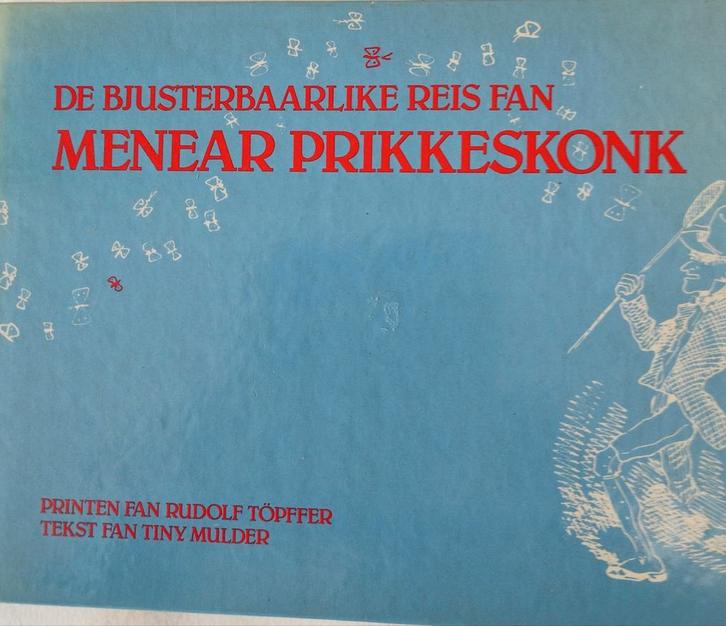 DE BJUSTERBAARLIKE REIS FAN
MENEAR PRIKKESKONK
PRINTEN FAN RUDOLF TÖPFFER
TEKST FAN TINY MULDER